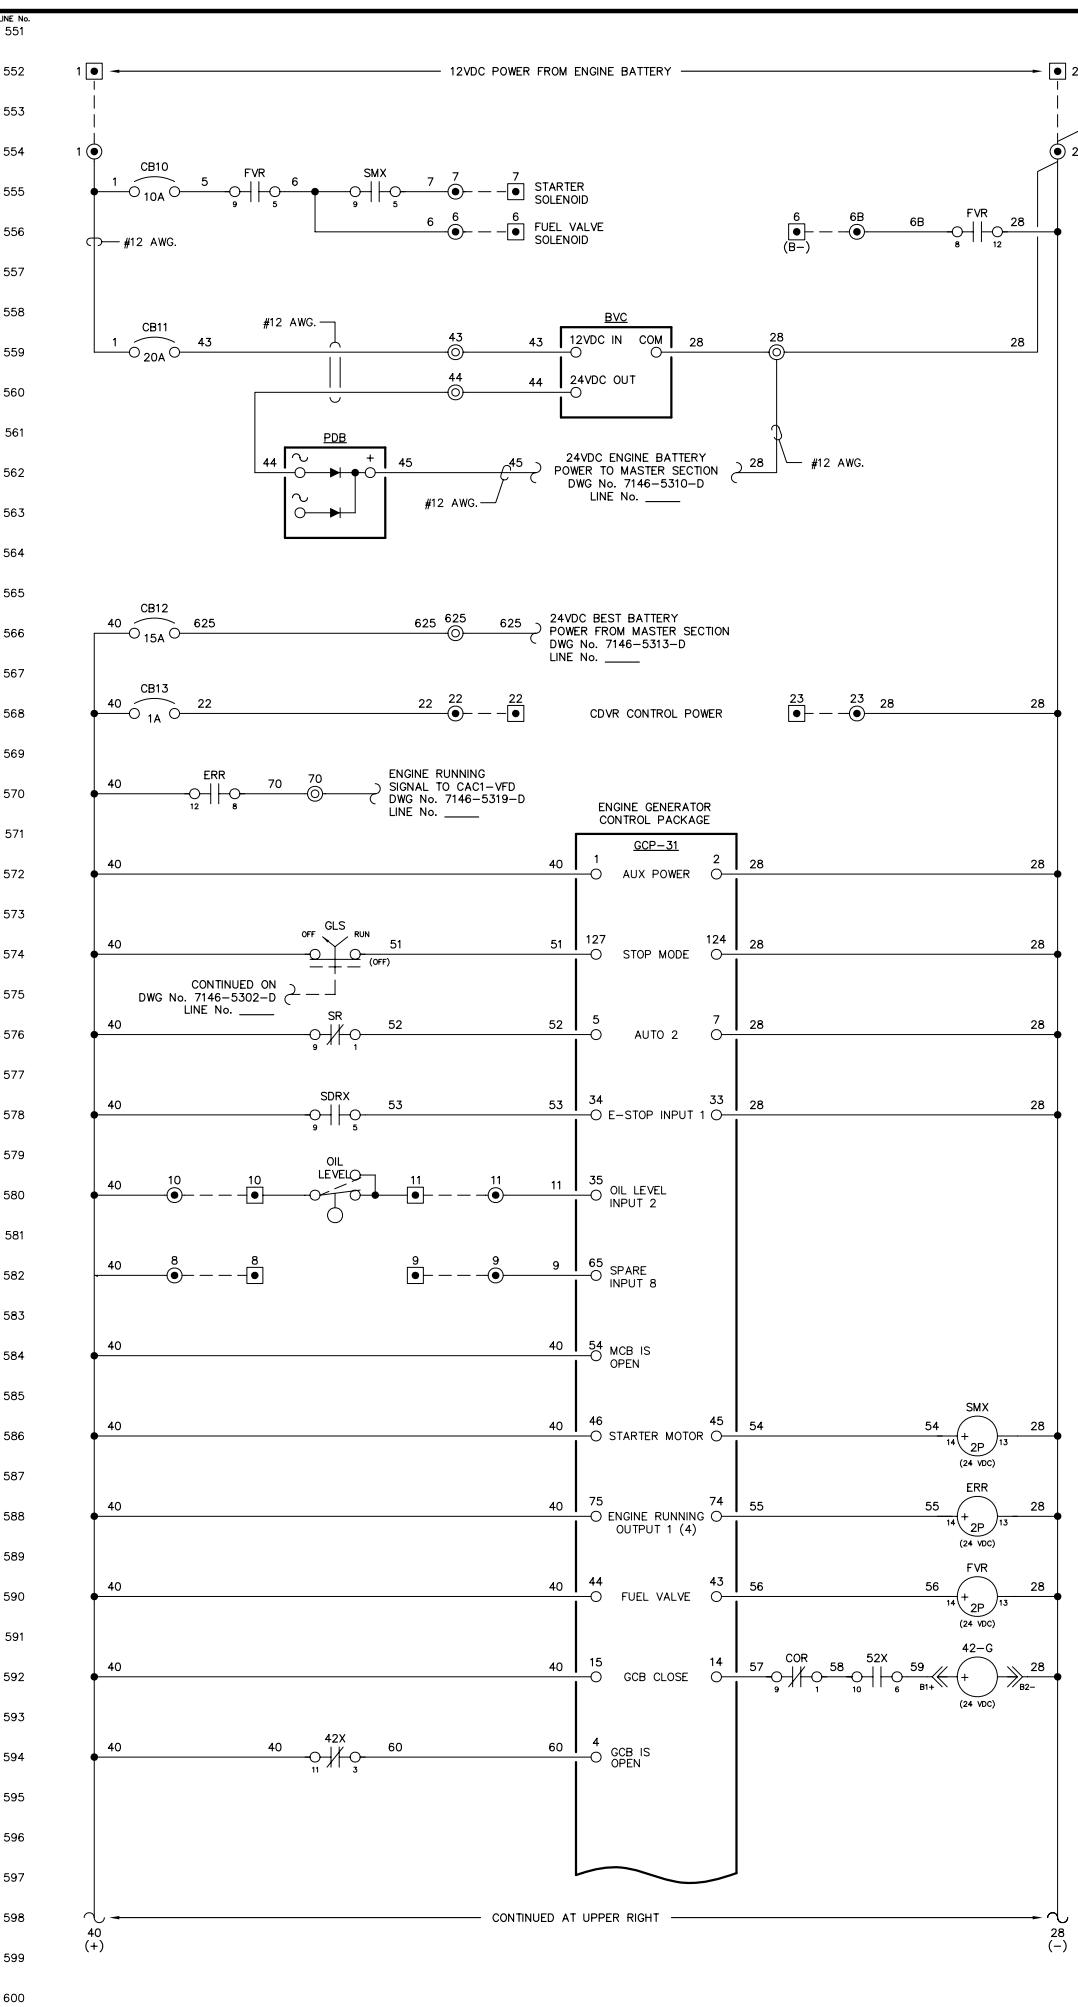 LINE No.
551
552 1 12VDC POWER FROM ENGINE BATTERY 2
553
554 1 2
CB10 FVR SMX 7 7
555 1 10A 5 9 5 6 9 5 7 STARTER
SOLENOID
556 #12 AWG. 6 6 6 FUEL VALVE
SOLENOID 6 (B-) 6B 6B FVR 8 12 28
557
558 #12 AWG. BVC
CB11
559 1 20A 43 43 43 12VDC IN COM 28 28 28
560 44 44 24VDC OUT
561 PDB
562 44 + 45 45 24VDC ENGINE BATTERY 28 #12 AWG.
POWER TO MASTER SECTION
DWG No. 7146-5310-D
#12 AWG. LINE No. _____
563
564
565
CB12
566 40 15A 625 625 625 625 24VDC BEST BATTERY
POWER FROM MASTER SECTION
DWG No. 7146-5313-D
LINE No. _____
567
CB13
568 40 1A 22 22 22 22 CDVR CONTROL POWER 23 23 28 28
569
570 40 ERR 12 8 70 70 ENGINE RUNNING
SIGNAL TO CAC1-VFD
DWG No. 7146-5319-D
LINE No. _____
ENGINE GENERATOR
CONTROL PACKAGE
571
GCP-31
572 40 40 1 AUX POWER 2 28 28
573
574 40 OFF GLS RUN (OFF) 51 51 127 STOP MODE 124 28 28
575 CONTINUED ON
DWG No. 7146-5302-D
LINE No. _____
576 40 SR 9 1 52 52 5 AUTO 2 7 28 28
577
578 40 SDRX 9 5 53 53 34 E-STOP INPUT 1 33 28 28
579
580 40 10 10 OIL
LEVEL 11 11 11 35 OIL LEVEL
INPUT 2
581
582 40 8 8 9 9 9 65 SPARE
INPUT 8
583
584 40 40 54 MCB IS
OPEN
585
586 40 40 46 STARTER MOTOR 45 54 54 SMX 14 + 2P 13 (24 VDC) 28
587
588 40 40 75 ENGINE RUNNING
OUTPUT 1 (4) 74 55 55 ERR 14 + 2P 13 (24 VDC) 28
589
590 40 40 44 FUEL VALVE 43 56 56 FVR 14 + 2P 13 (24 VDC) 28
591
592 40 40 15 GCB CLOSE 14 57 COR 9 1 58 52X 10 6 59 B1+ 42-G + (24 VDC) B2- 28
593
594 40 40 42X 11 3 60 60 4 GCB IS
OPEN
595
596
597
598 CONTINUED AT UPPER RIGHT
40 28
(+) (-)
599
600